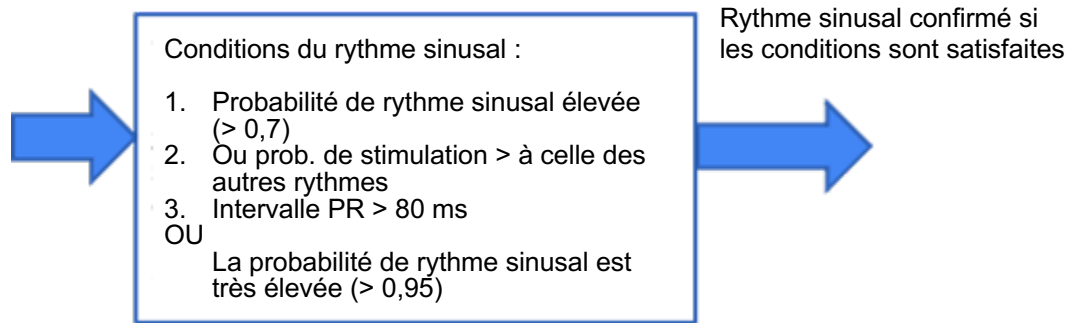 Conditions du rythme sinusal :
1. Probabilité de rythme sinusal élevée
(> 0,7)
2. Ou prob. de stimulation > à celle des
autres rythmes
3. Intervalle PR > 80 ms
OU
La probabilité de rythme sinusal est
très élevée (> 0,95)
Rythme sinusal confirmé si
les conditions sont satisfaites